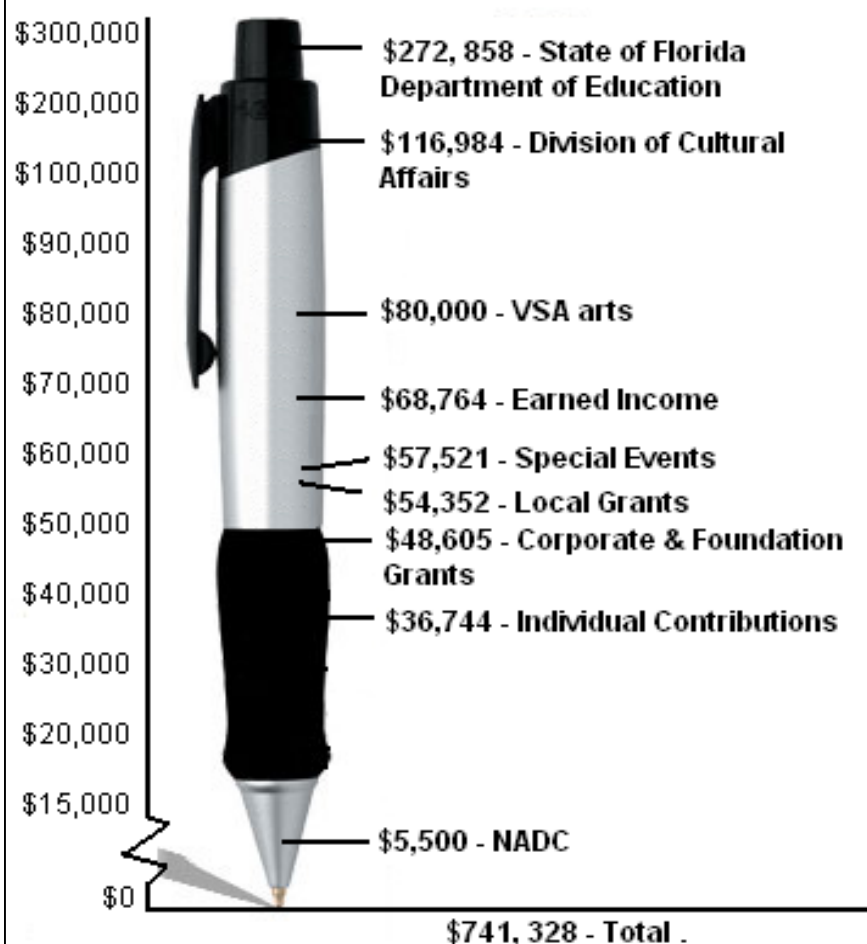 $300,000
$272, 858 - State of Florida
Department of Education
$200,000
$116,984 - Division of Cultural
Affairs
$100,000
$90,000
$80,000
$80,000 - VSA arts
$70,000
$68,764 - Earned Income
$60,000
$57,521 - Special Events
$54,352 - Local Grants
$50,000
$48,605 - Corporate & Foundation
Grants
$40,000
$36,744 - Individual Contributions
$30,000
$20,000
$15,000
$5,500 - NADC
$0
$741, 328 - Total .